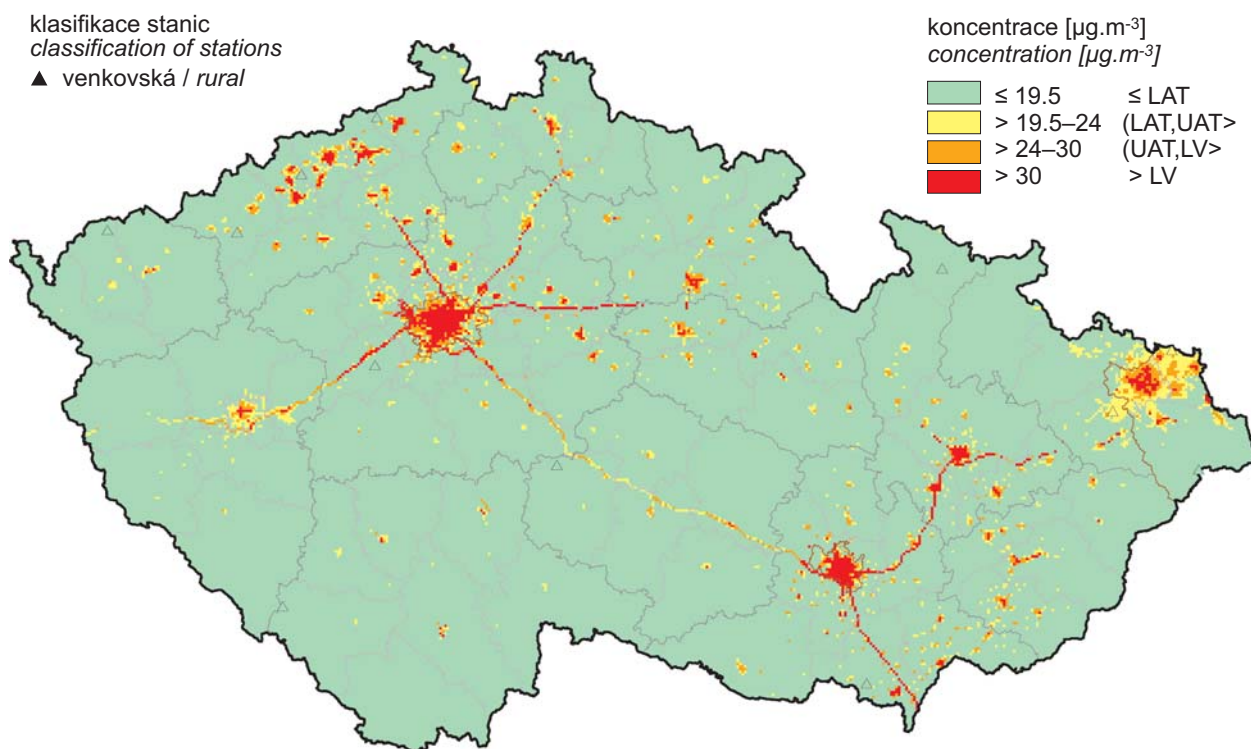 klasifikace stanic
classification of stations
▲ venkovská / rural
koncentrace [µg.m-3]
concentration [µg.m-3]
≤ 19.5 ≤ LAT
> 19.5–24 (LAT,UAT>
> 24–30 (UAT,LV>
> 30 > LV